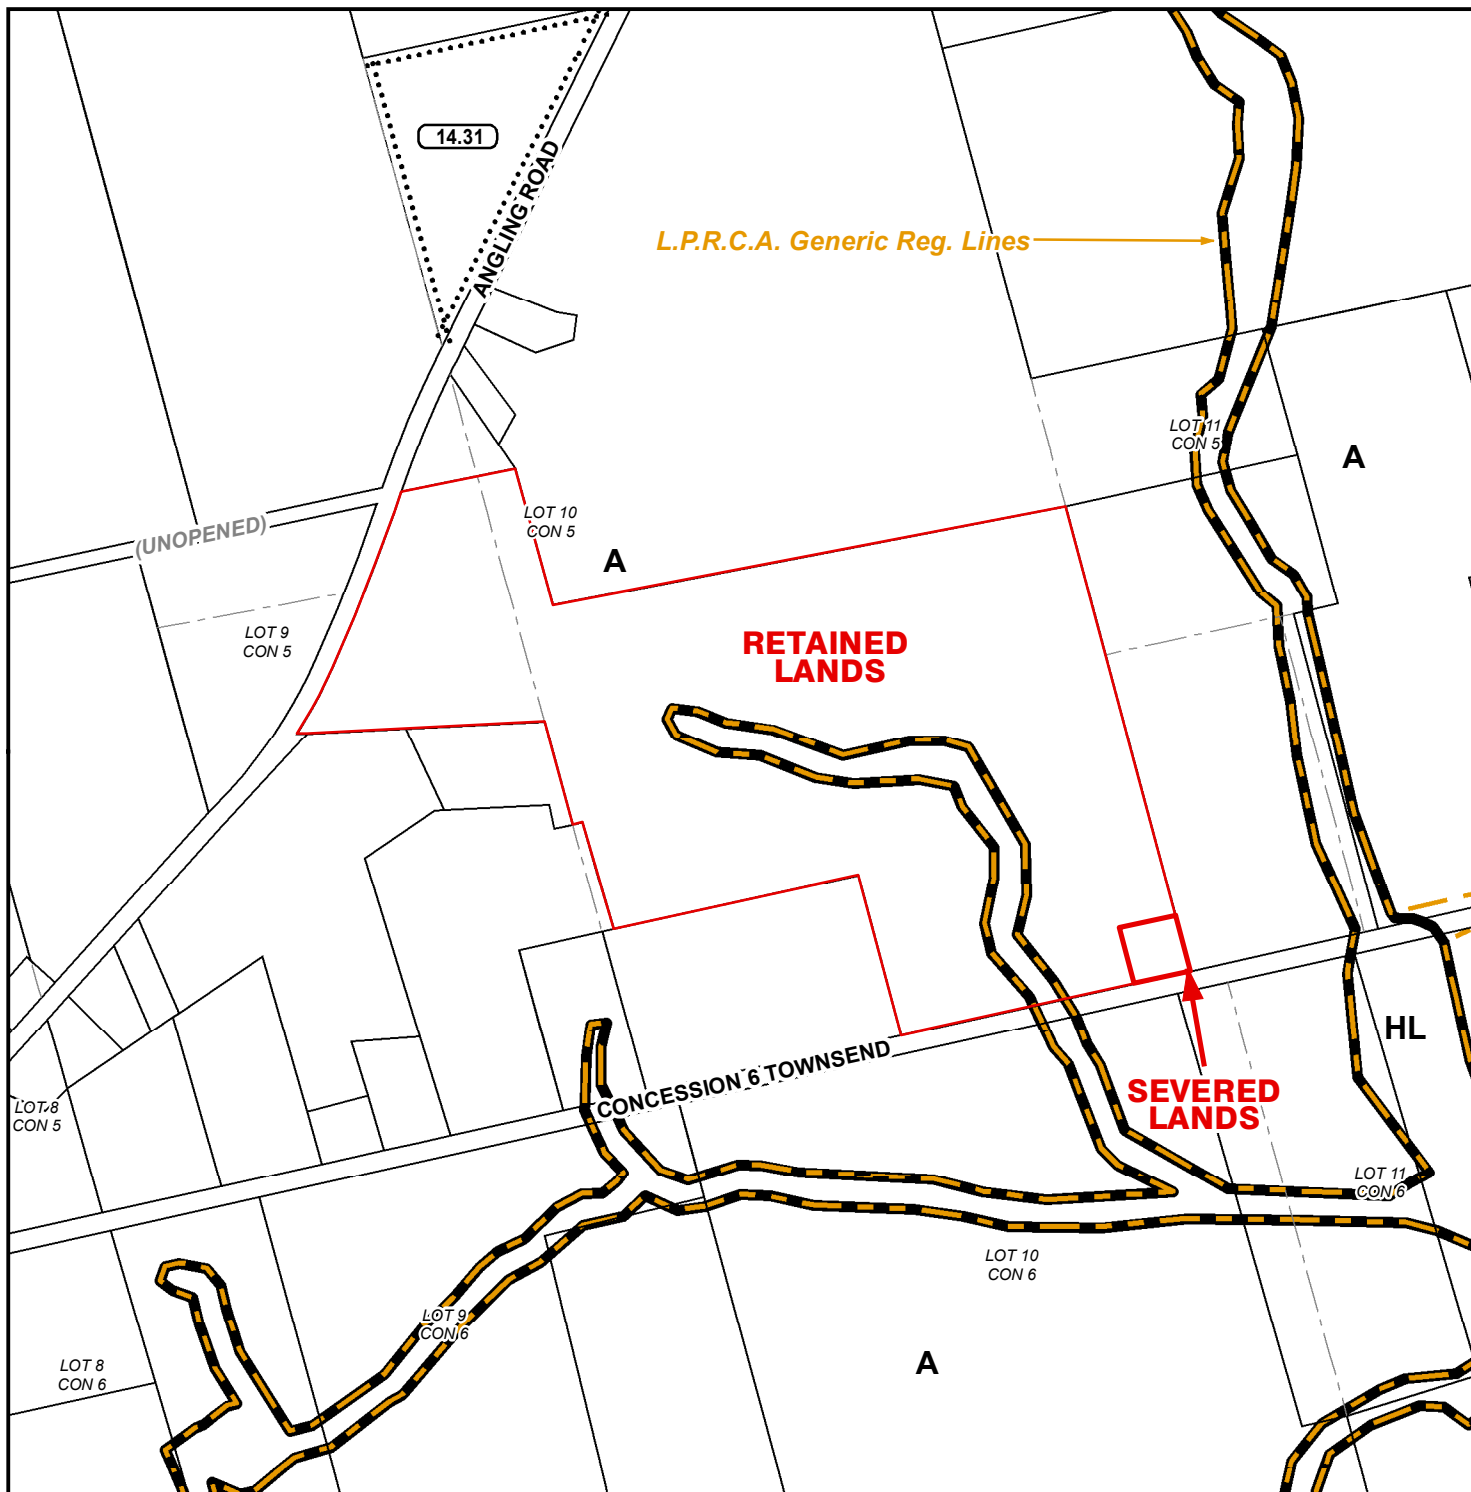 14.31
ANGLING ROAD
L.P.R.C.A. Generic Reg. Lines
LOT 11
CON 5
A
LOT 10
CON 5
(UNOPENED)
A
LOT 9
CON 5
RETAINED
LANDS
HL
CONCESSION 6 TOWNSEND
SEVERED
LANDS
LOT 8
CON 5
LOT 11
CON 6
LOT 10
CON 6
LOT 9
CON 6
LOT 8
CON 6
A